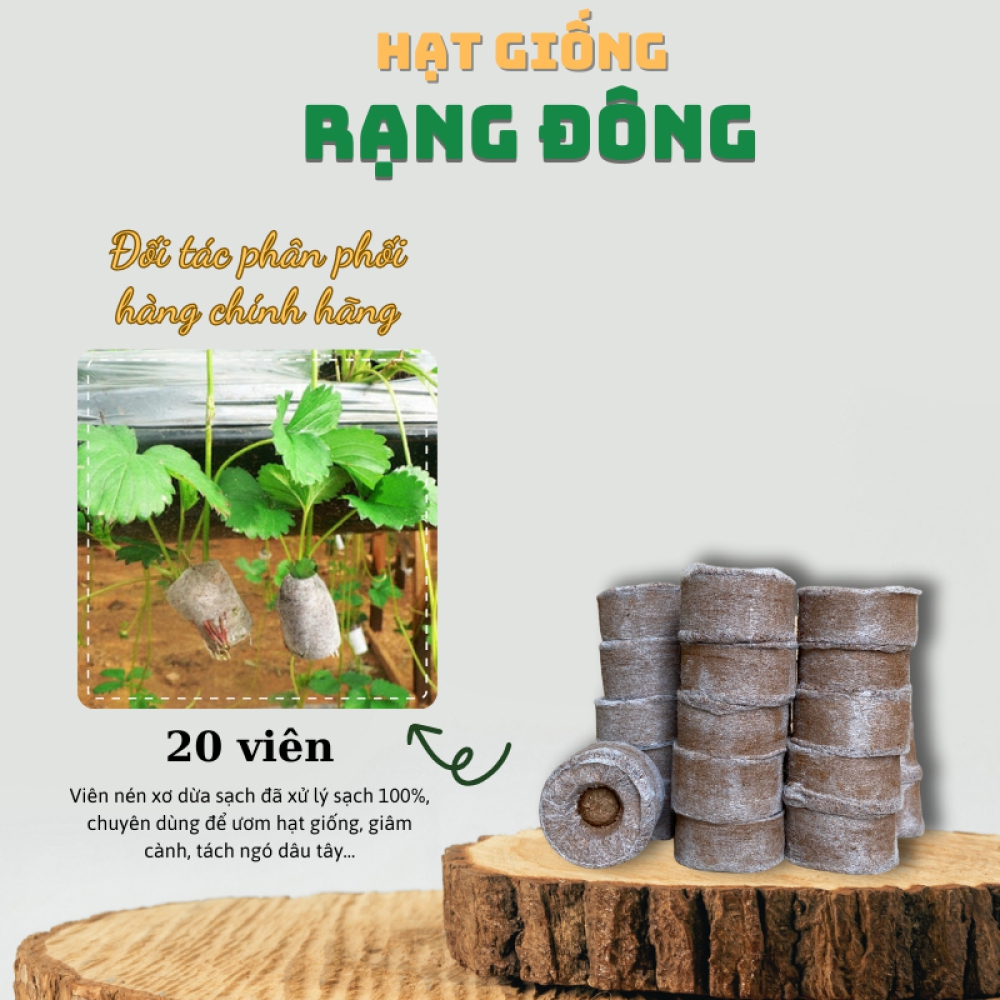 HẠT GIỐNG
RẠNG ĐÔNG
Đối tác phân phối
hàng chính hãng
20 viên
Viên nén xơ dừa sạch đã xử lý sạch 100%,
chuyên dùng để ươm hạt giống, giâm
cành, tách ngó dâu tây...